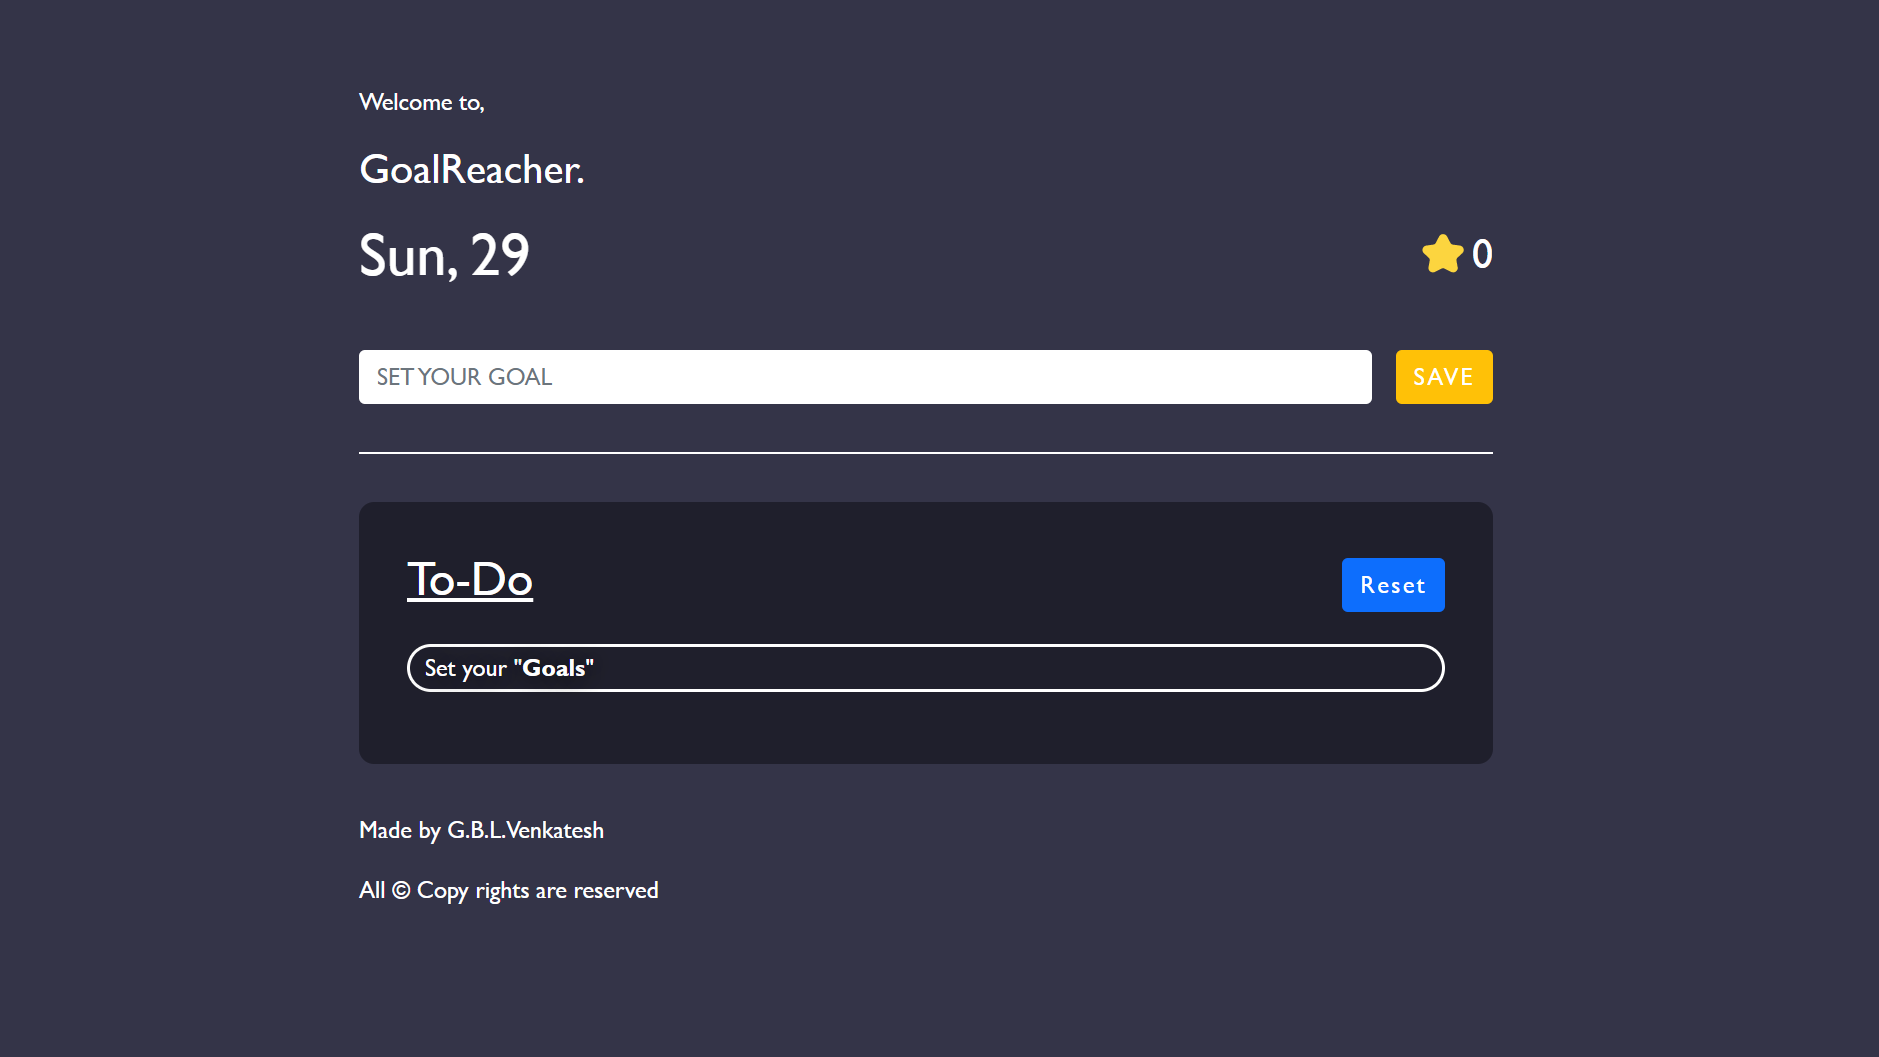 Welcome to,
GoalReacher.
Sun, 29
0
SET YOUR GOAL
SAVE
To-Do
Reset
Set your "Goals"
Made by G.B.L.Venkatesh
All © Copy rights are reserved